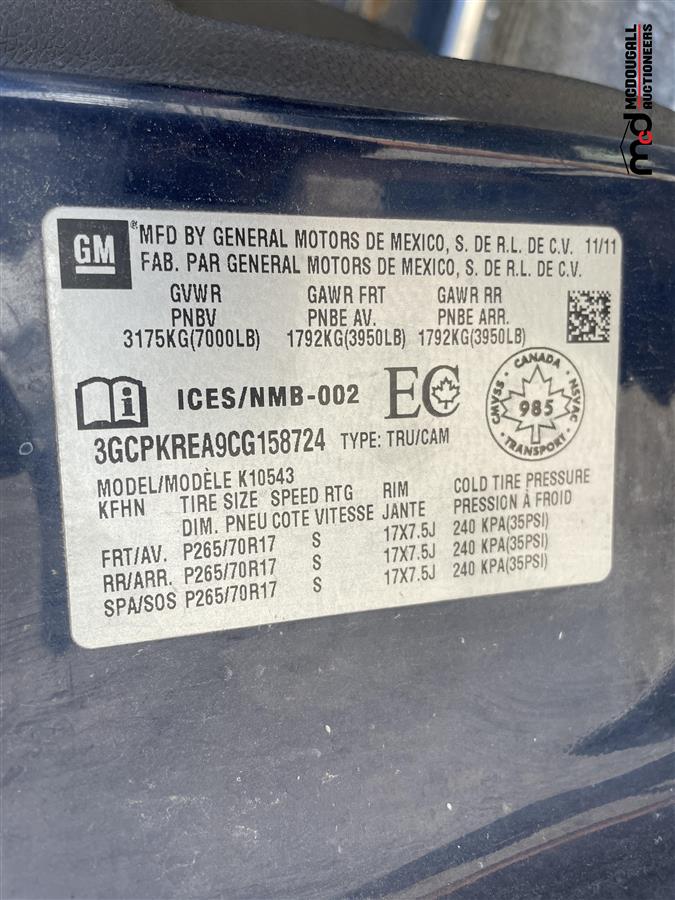 MCDOUGALL
AUCTIONEERS
mcd
GM
®MFD BY GENERAL MOTORS DE MEXICO, S. DE R.L. DE C.V. 11/11
FAB. PAR GENERAL MOTORS DE MEXICO, S. DE R.L. DE C.V.
GVWR GAWR FRT GAWR RR
PNBV PNBE AV. PNBE ARR.
3175KG(7000LB) 1792KG(3950LB) 1792KG(3950LB)
i ICES/NMB-002 EC
CANADA
CMVSS 985 NSVAC
TRANSPORT
3GCPKREA9CG158724 TYPE: TRU/CAM
MODEL/MODÈLE K10543
KFHN TIRE SIZE SPEED RTG RIM COLD TIRE PRESSURE
DIM. PNEU COTE VITESSE JANTE PRESSION À FROID
FRT/AV. P265/70R17 S 17X7.5J 240 KPA(35PSI)
RR/ARR. P265/70R17 S 17X7.5J 240 KPA(35PSI)
SPA/SOS P265/70R17 S 17X7.5J 240 KPA(35PSI)